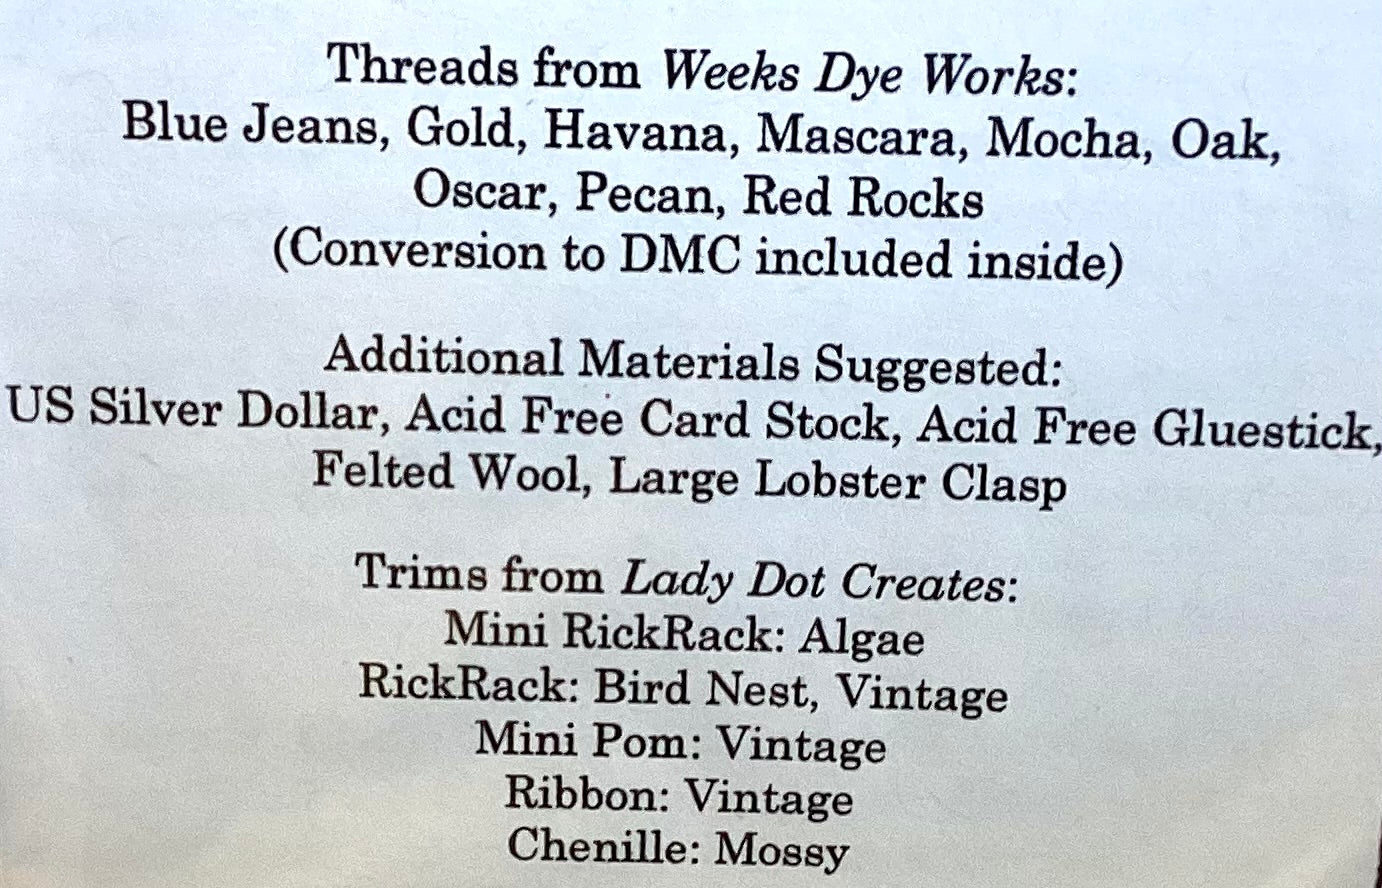 Threads from Weeks Dye Works:
Blue Jeans, Gold, Havana, Mascara, Mocha, Oak,
Oscar, Pecan, Red Rocks
(Conversion to DMC included inside)
Additional Materials Suggested:
US Silver Dollar, Acid Free Card Stock, Acid Free Gluestick,
Felted Wool, Large Lobster Clasp
Trims from Lady Dot Creates:
Mini RickRack: Algae
RickRack: Bird Nest, Vintage
Mini Pom: Vintage
Ribbon: Vintage
Chenille: Mossy